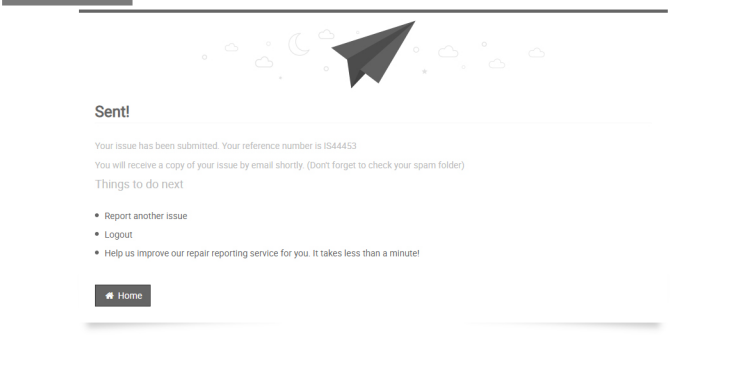 Sent!
Your issue has been submitted. Your reference number is IS44453
You will receive a copy of your issue by email shortly. (Don't forget to check your spam folder)
Things to do next
Report another issue
Logout
Help us improve our repair reporting service for you. It takes less than a minute!
Home